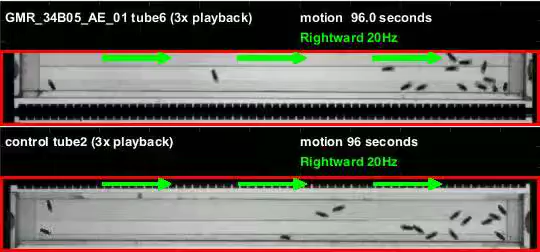 GMR_34B05_AE_01 tube6 (3x playback)
motion  96.0 seconds
Rightward 20Hz
control tube2 (3x playback)
motion 96 seconds
Rightward 20Hz